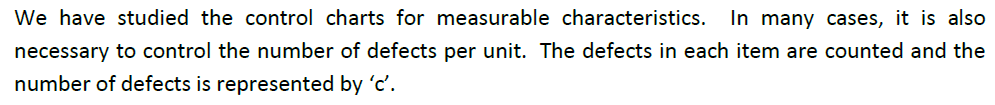 We have studied the control charts for measurable characteristics. In many cases, it is also
necessary to control the number of defects per unit. The defects in each item are counted and the
number of defects is represented by ‘c’.